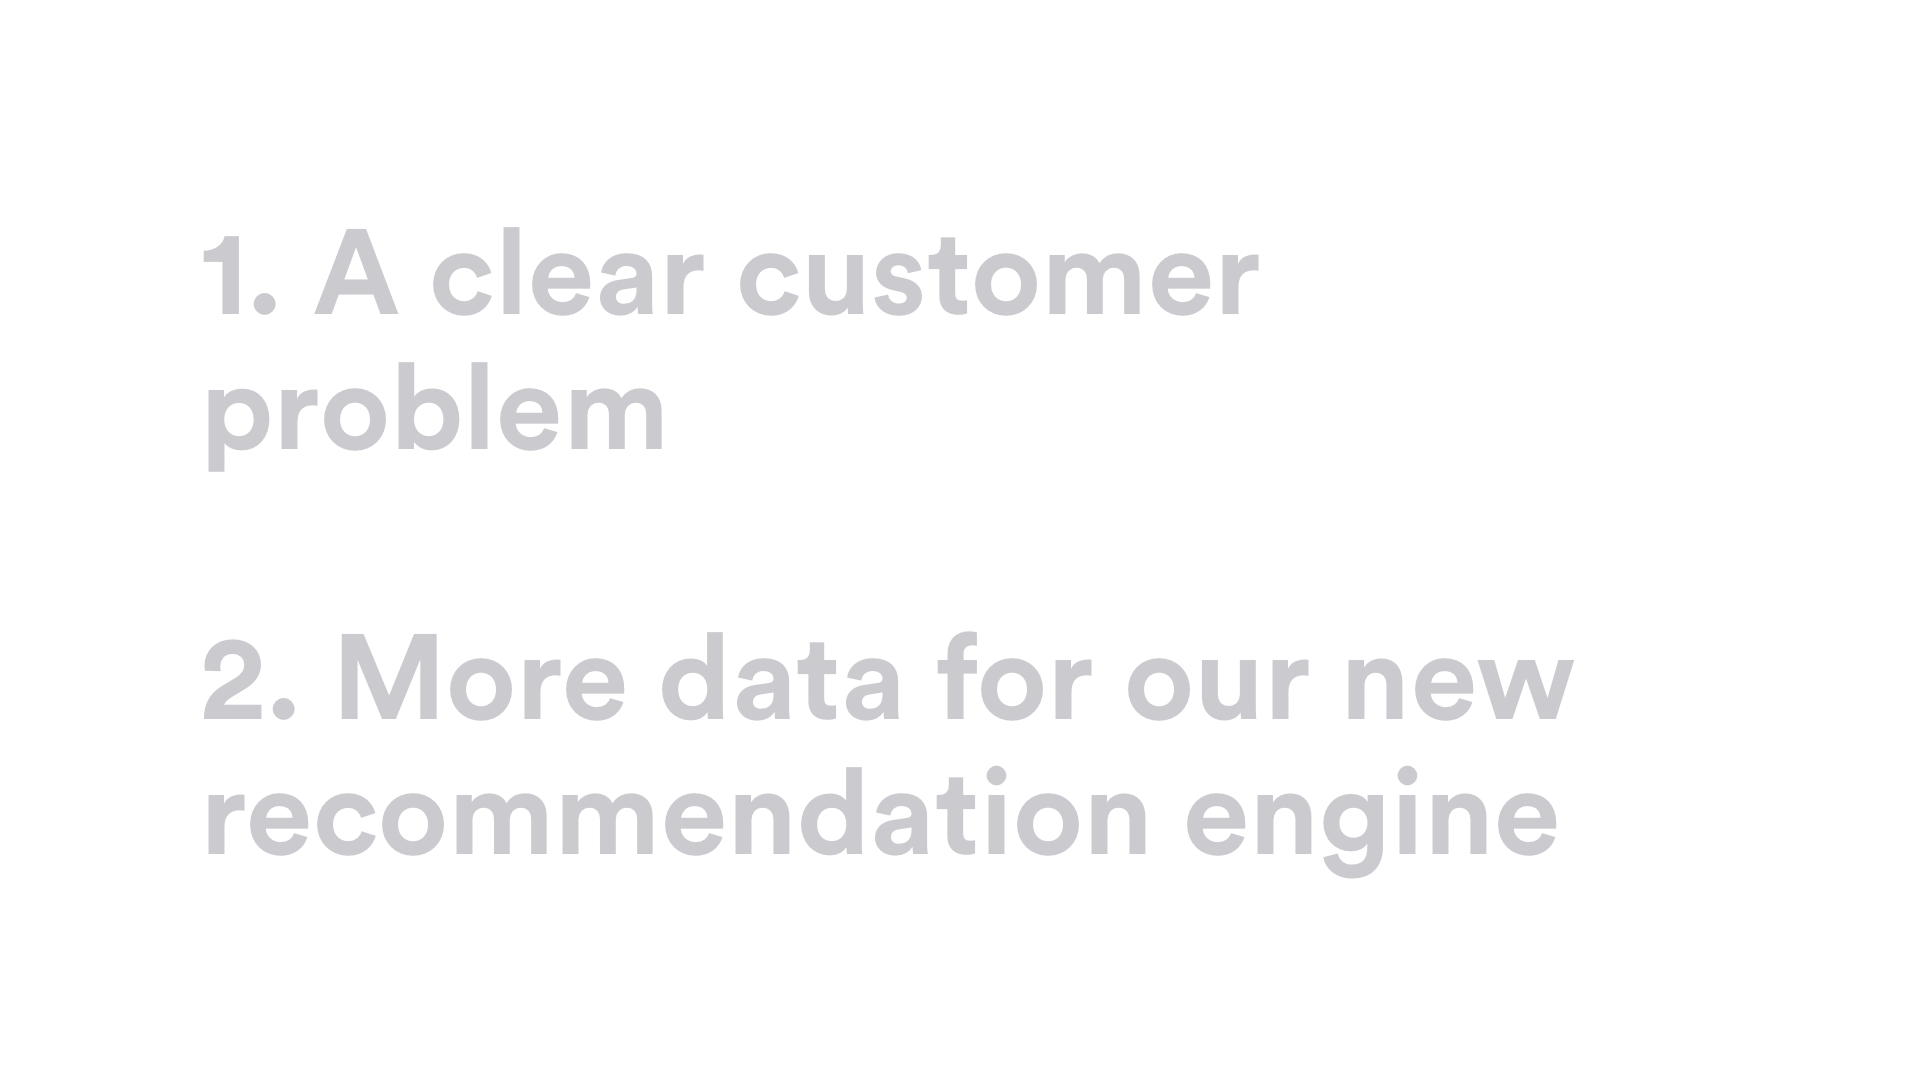 1. A clear customer
problem
2. More data for our new
recommendation engine